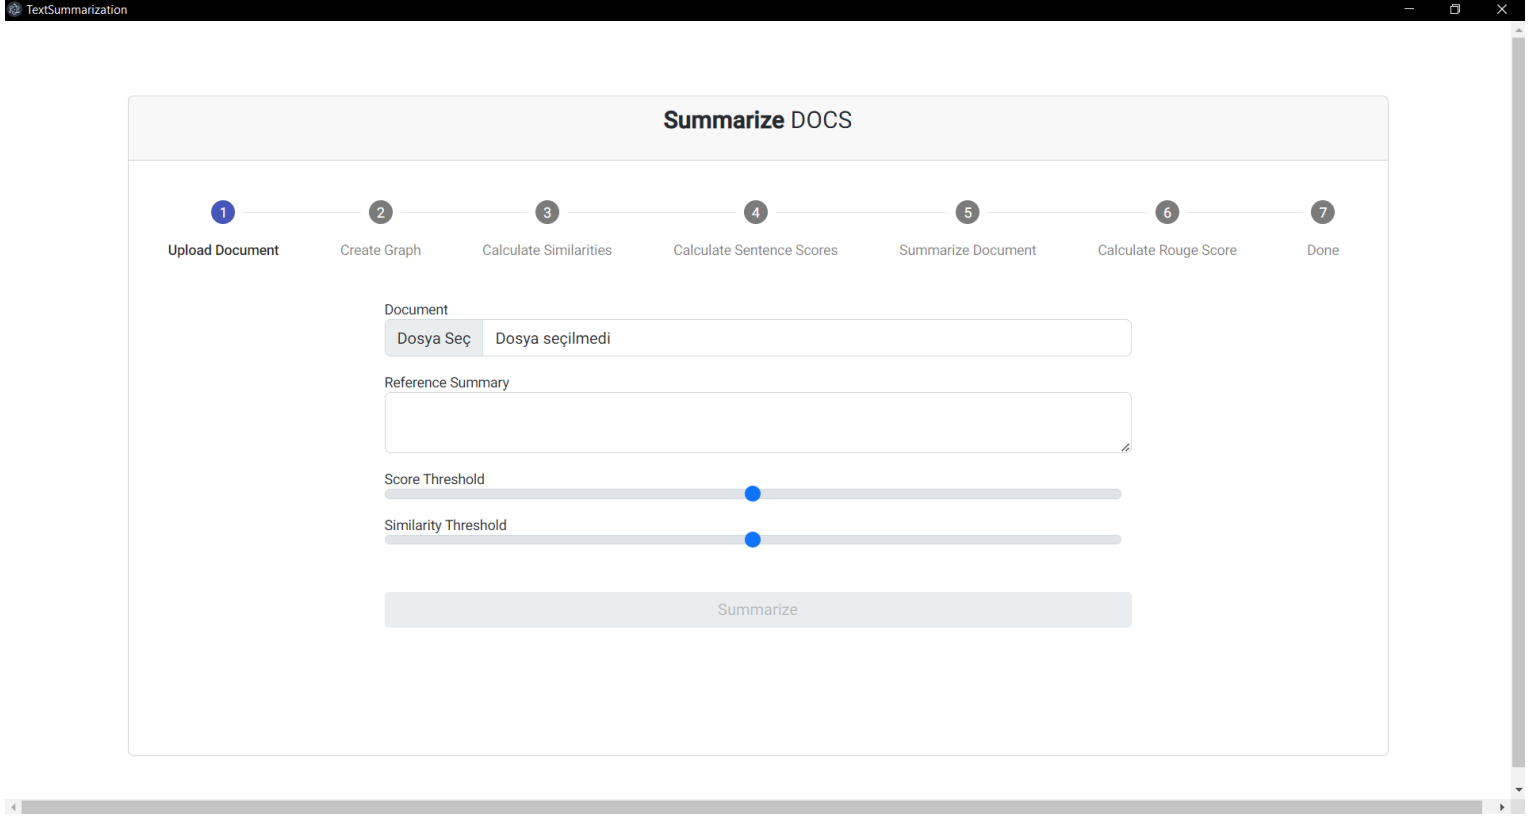 TextSummarization
Summarize DOCS
1 2 3 4 5 6 7
Upload Document Create Graph Calculate Similarities Calculate Sentence Scores Summarize Document Calculate Rouge Score Done
Document
Dosya Seç Dosya seçilmedi
Reference Summary
Score Threshold
Similarity Threshold
Summarize